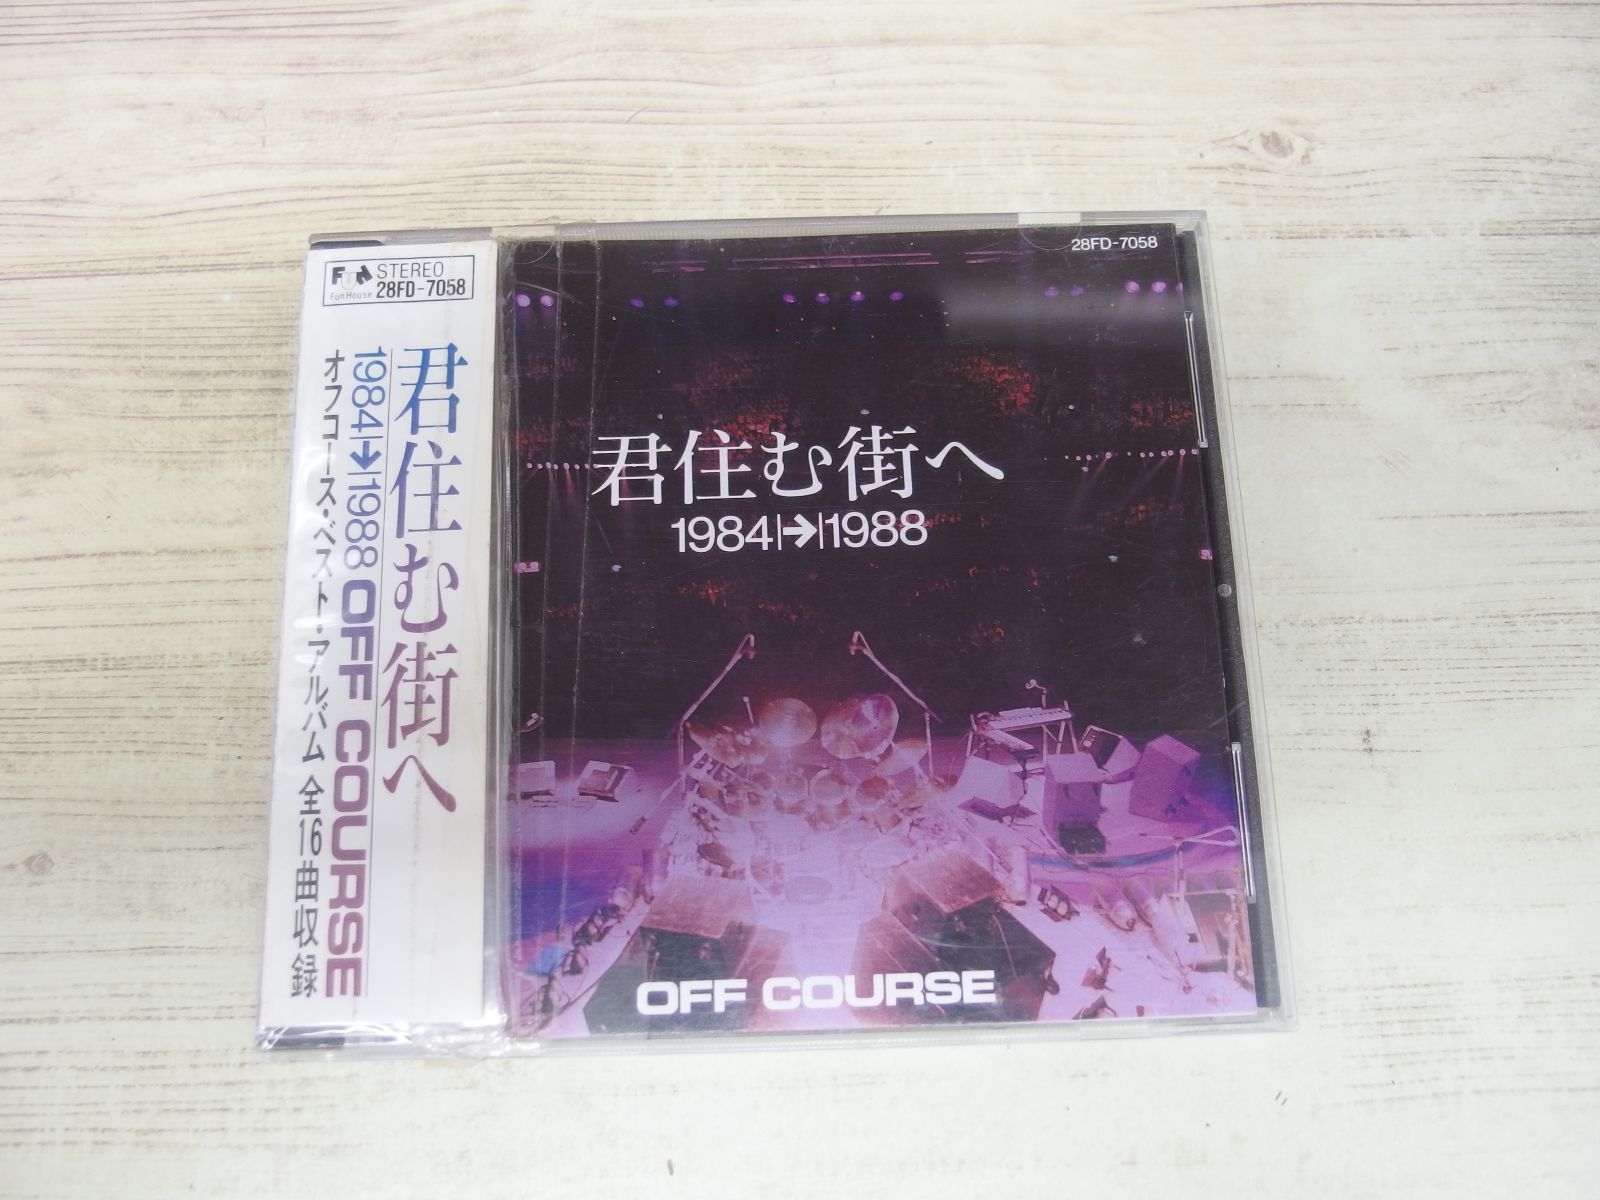 Fun STEREO
FunHouse 28FD-7058
君住む街へ
1984→1988 OFF COURSE
オフコース・ベスト・アルバム 全16曲収録
28FD-7058
君住む街へ
1984→1988
OFF COURSE